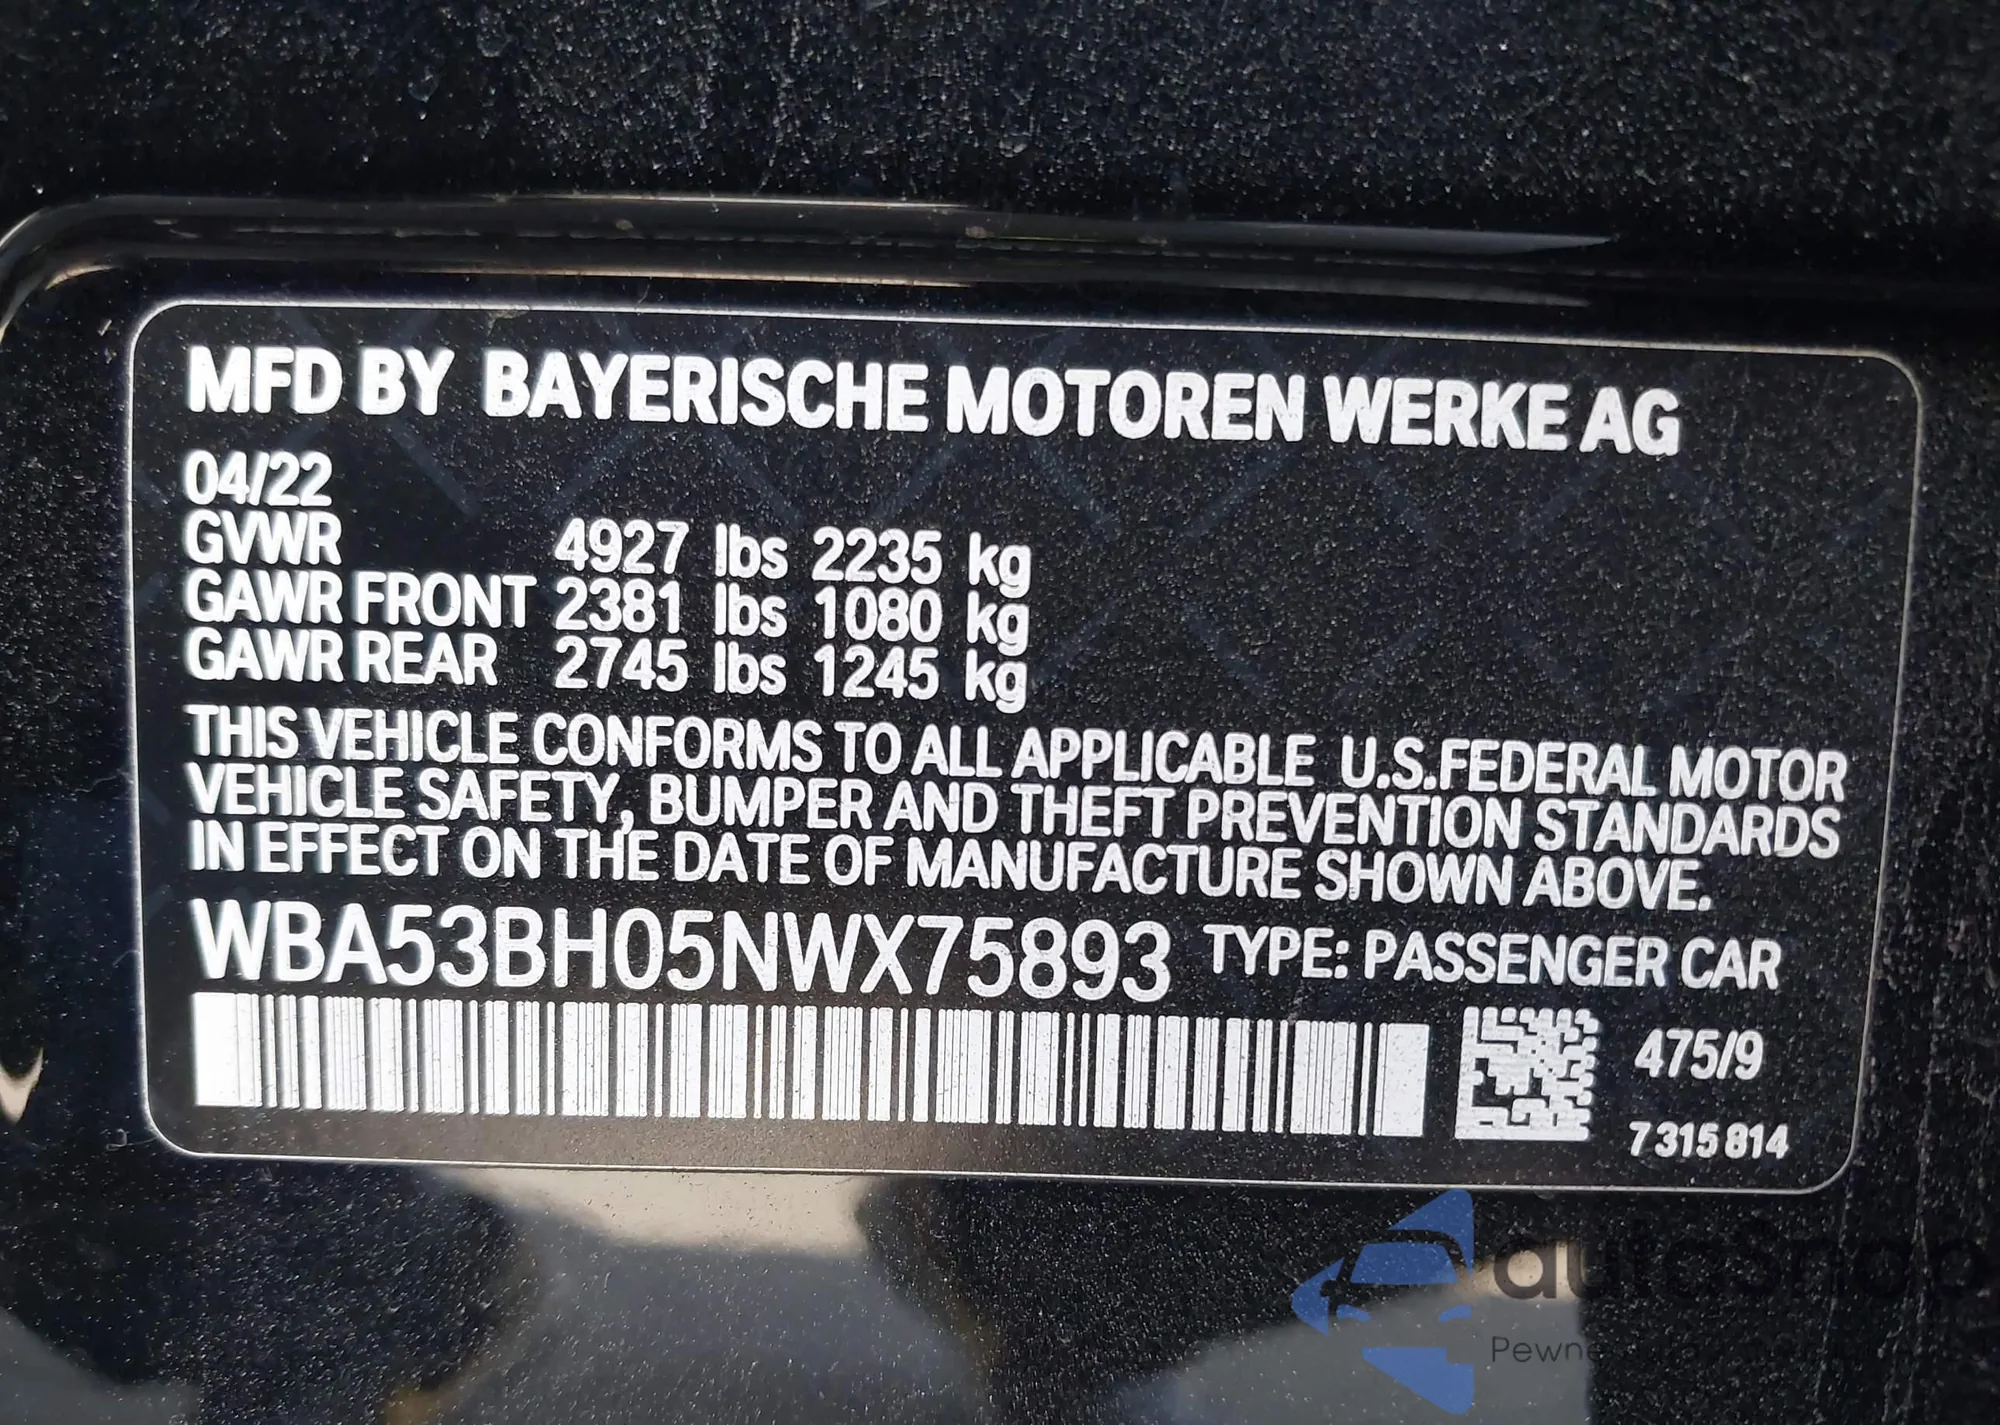 MFD BY BAYERISCHE MOTOREN WERKE AG
04/22
GVWR 4927 lbs 2235 kg
GAWR FRONT 2381 lbs 1080 kg
GAWR REAR 2745 lbs 1245 kg
THIS VEHICLE CONFORMS TO ALL APPLICABLE U.S.FEDERAL MOTOR
VEHICLE SAFETY, BUMPER AND THEFT PREVENTION STANDARDS
IN EFFECT ON THE DATE OF MANUFACTURE SHOWN ABOVE.
WBA53BH05NWX75893 TYPE: PASSENGER CAR
475/9
7 315 814
autoSnap
Pewne